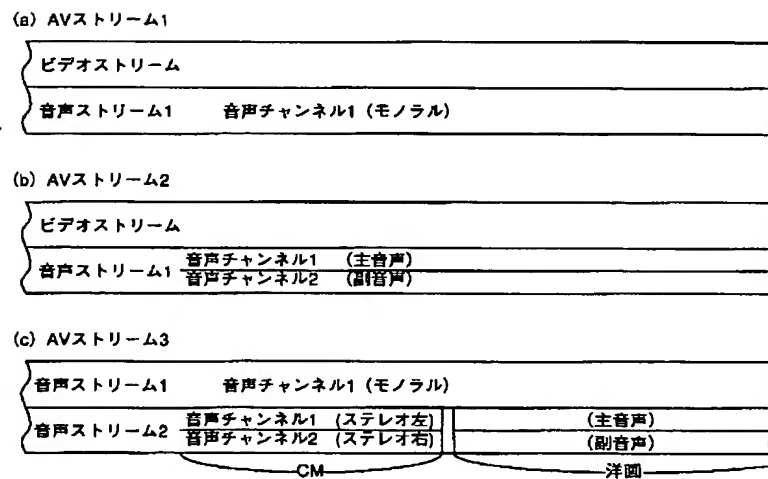 (a) AVストリーム1
ビデオストリーム
音声ストリーム1 音声チャンネル1 (モノラル)
(b) AVストリーム2
ビデオストリーム
音声ストリーム1
音声チャンネル1 (主音声)
音声チャンネル2 (副音声)
(c) AVストリーム3
音声ストリーム1 音声チャンネル1 (モノラル)
音声ストリーム2
音声チャンネル1 (ステレオ左) (主音声)
音声チャンネル2 (ステレオ右) (副音声)
CM 洋画